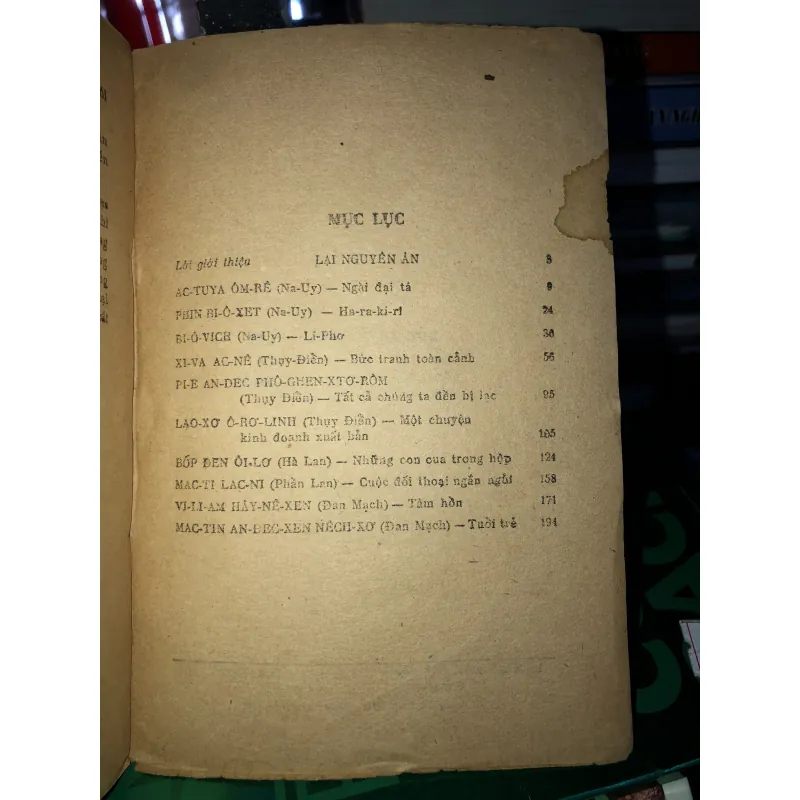 MỤC LỤC
Lời giới thiệu LẠI NGUYÊN ÂN 3
AC-TUYA ÔM-RÊ (Na-Uy) — Ngài đại tá 9
PHIN BI-Ô-XET (Na-Uy) — Ha-ra-ki-ri 24
BI-Ô-VICH (Na-Uy) — Li-Phơ 36
XI-VA AC-NÊ (Thụy-Điển) — Bức tranh toàn cảnh 56
PI-E AN-DEC PHÔ-GHEN-XTƠ-RÔM
(Thụy Điển) — Tất cả chúng ta đến bị lạc 95
LAO-XƠ Ô-RƠ-LINH (Thụy Điển) — Một chuyện
kinh doanh xuất bản 105
BỐP ĐEN ÔI-LƠ (Hà Lan) — Những con cua trong hộp 124
MAC-TI LAC-NI (Phần Lan) — Cuộc đối thoại ngắn ngủi 158
VI-LI-AM HÂY-NÊ-XEN (Đan Mạch) — Tâm hồn 171
MAC-TIN AN-ĐEC-XEN NẾCH-XƠ (Đan Mạch) — Tuổi trẻ 194